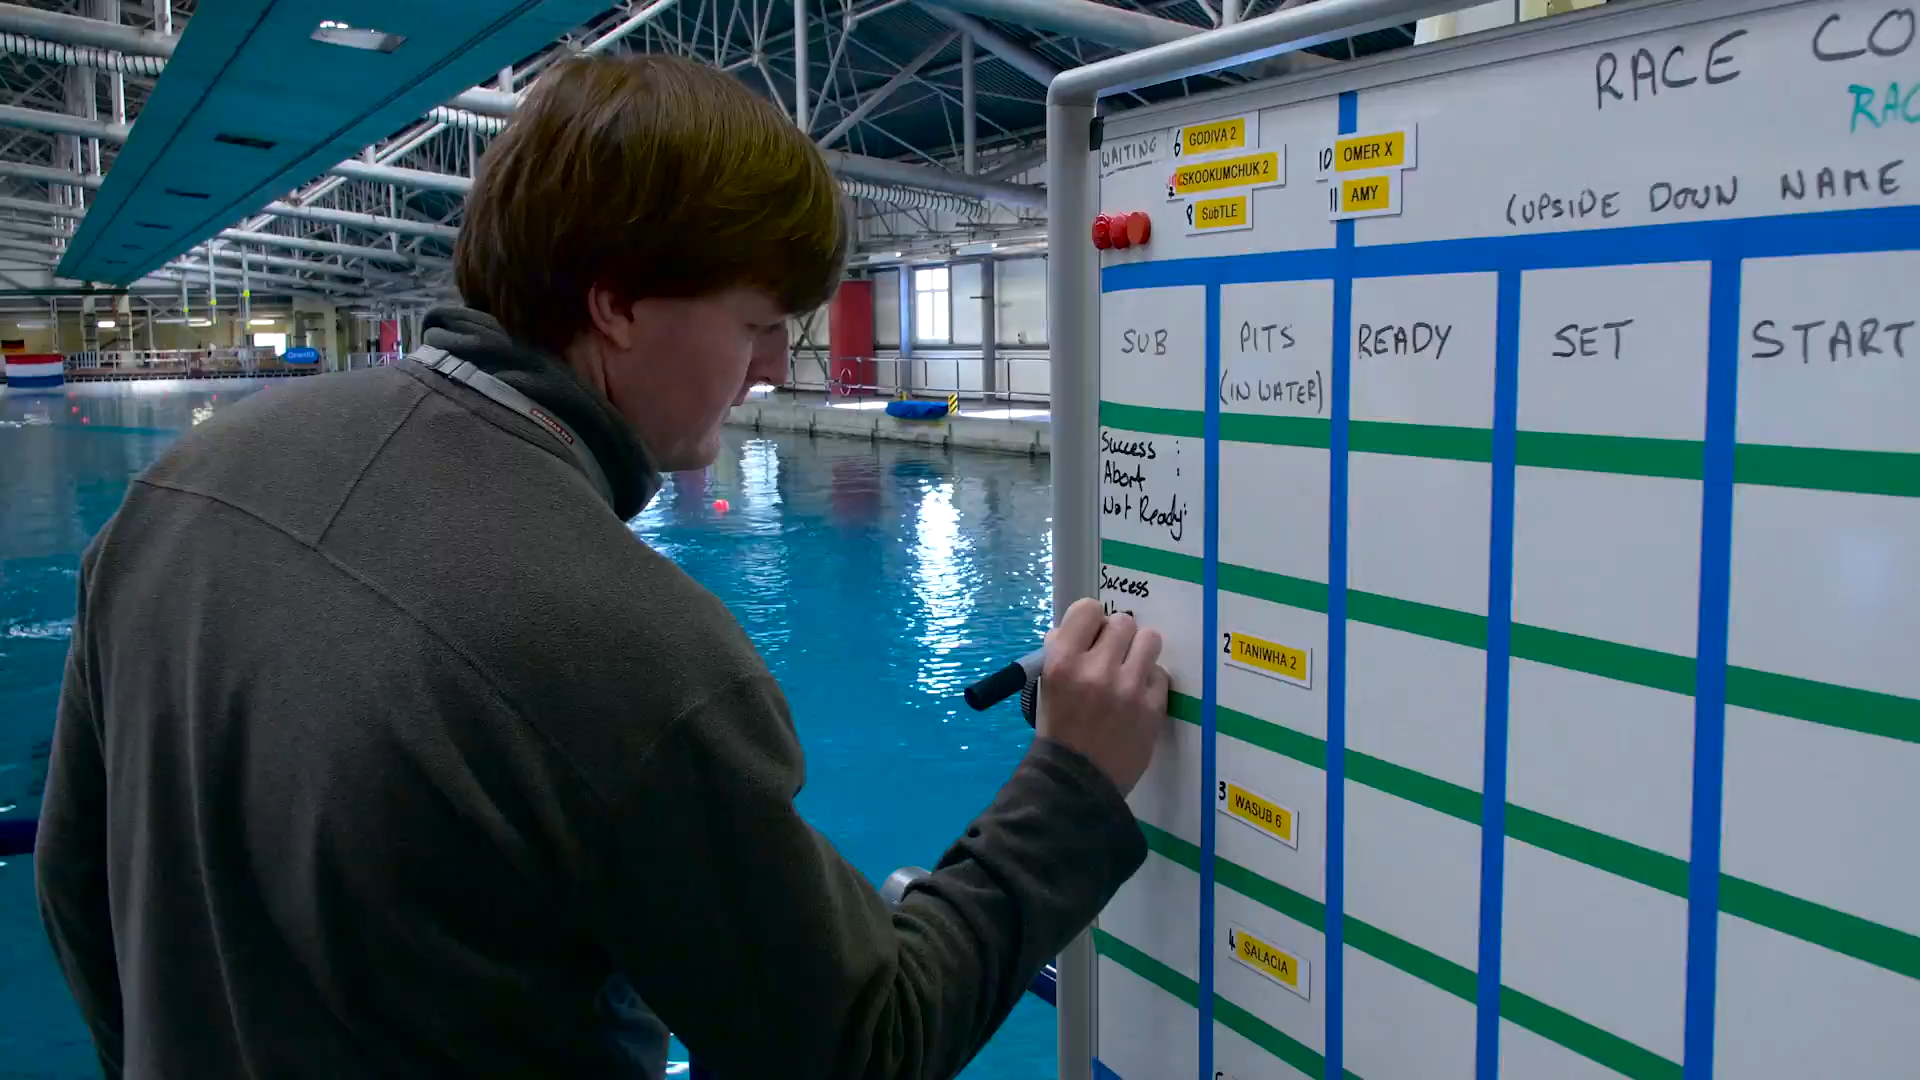 RACE CO
RAC
WAITING
6 GODIVA 2
SKOOKUMCHUK 2
8 SubTLE
10 OMER X
11 AMY
(UPSIDE DOWN NAME
SUB
PITS
(IN WATER)
READY
SET
START
Success :
Abort :
Not Ready:
Success
2 TANIWHA 2
3 WASUB 6
4 SALACIA